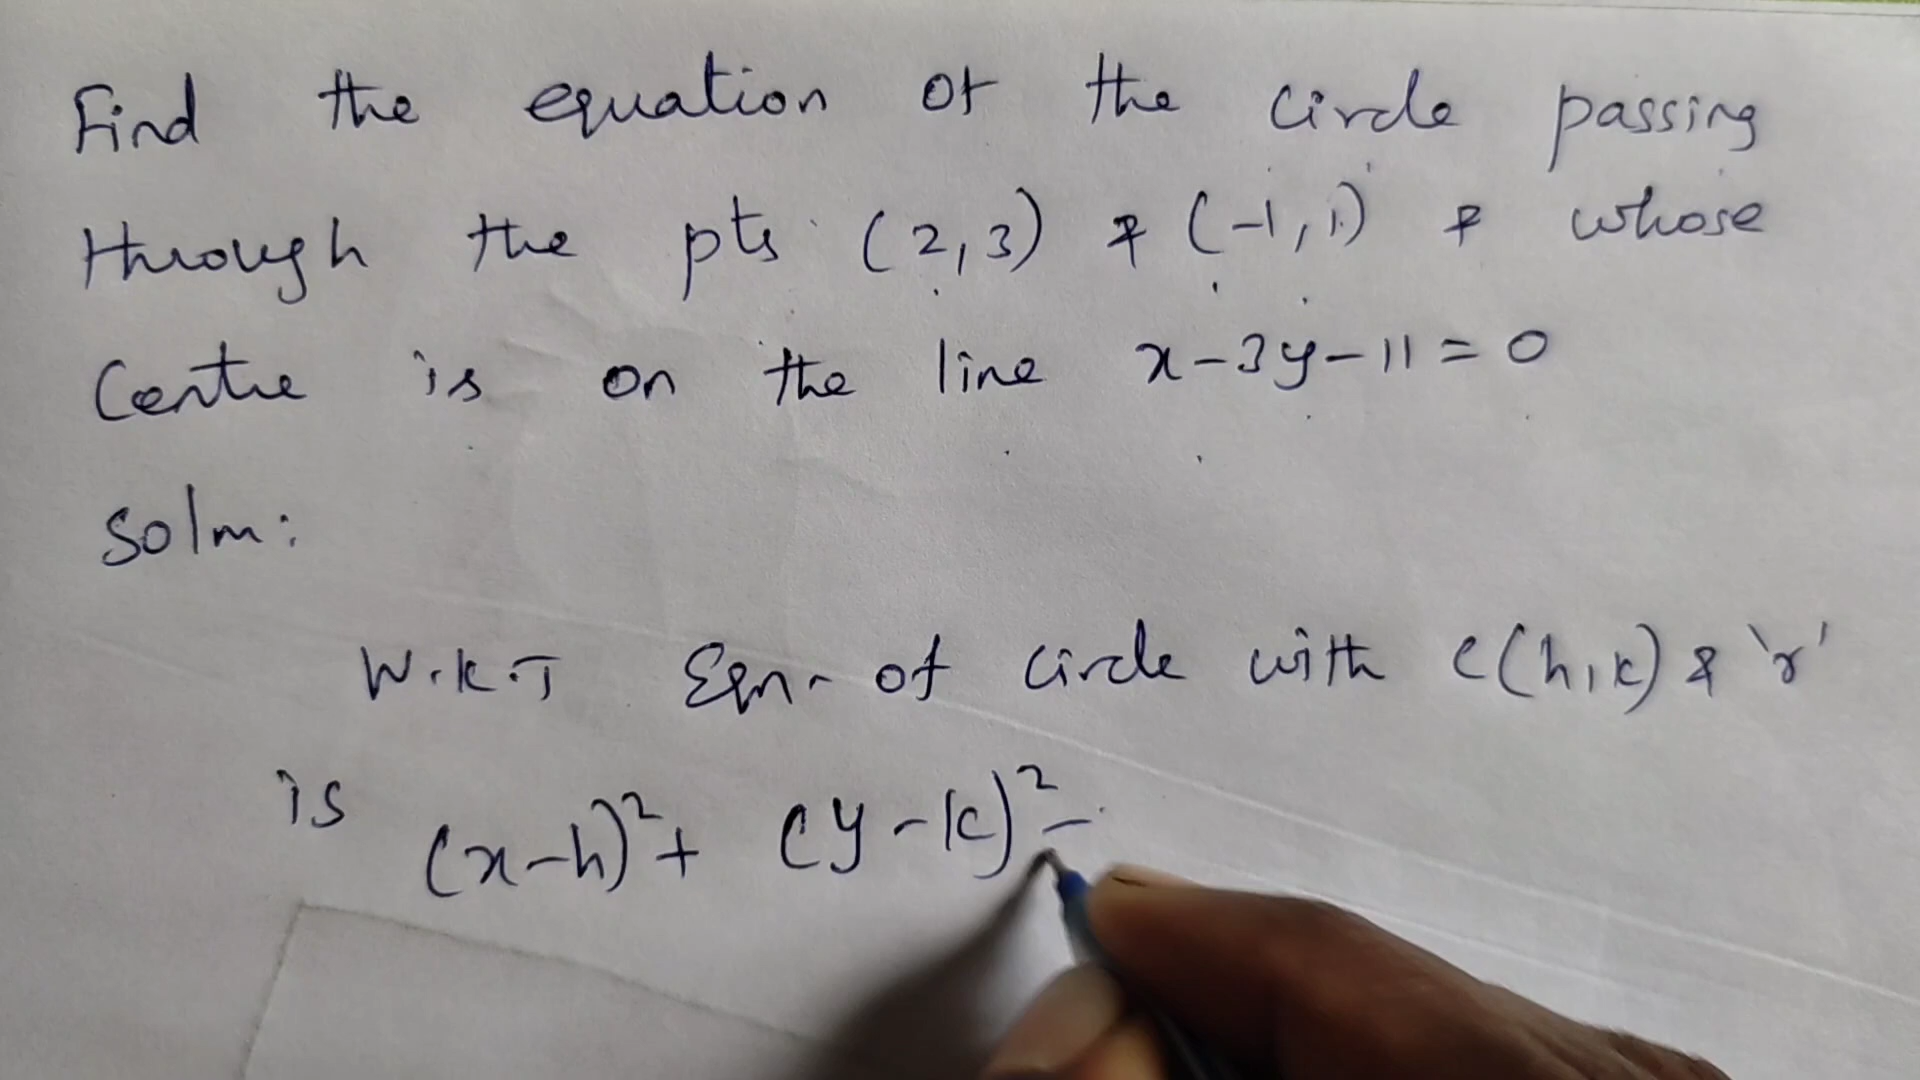 Find the equation of the circle passing
through the pts (2,3) & (-1,1) & whose
Centre is on the line x-3y-11=0
Soln:
W.K.T Eqn. of circle with C(h,k) & 'r'
is (x-h)²+ (y-k)² =